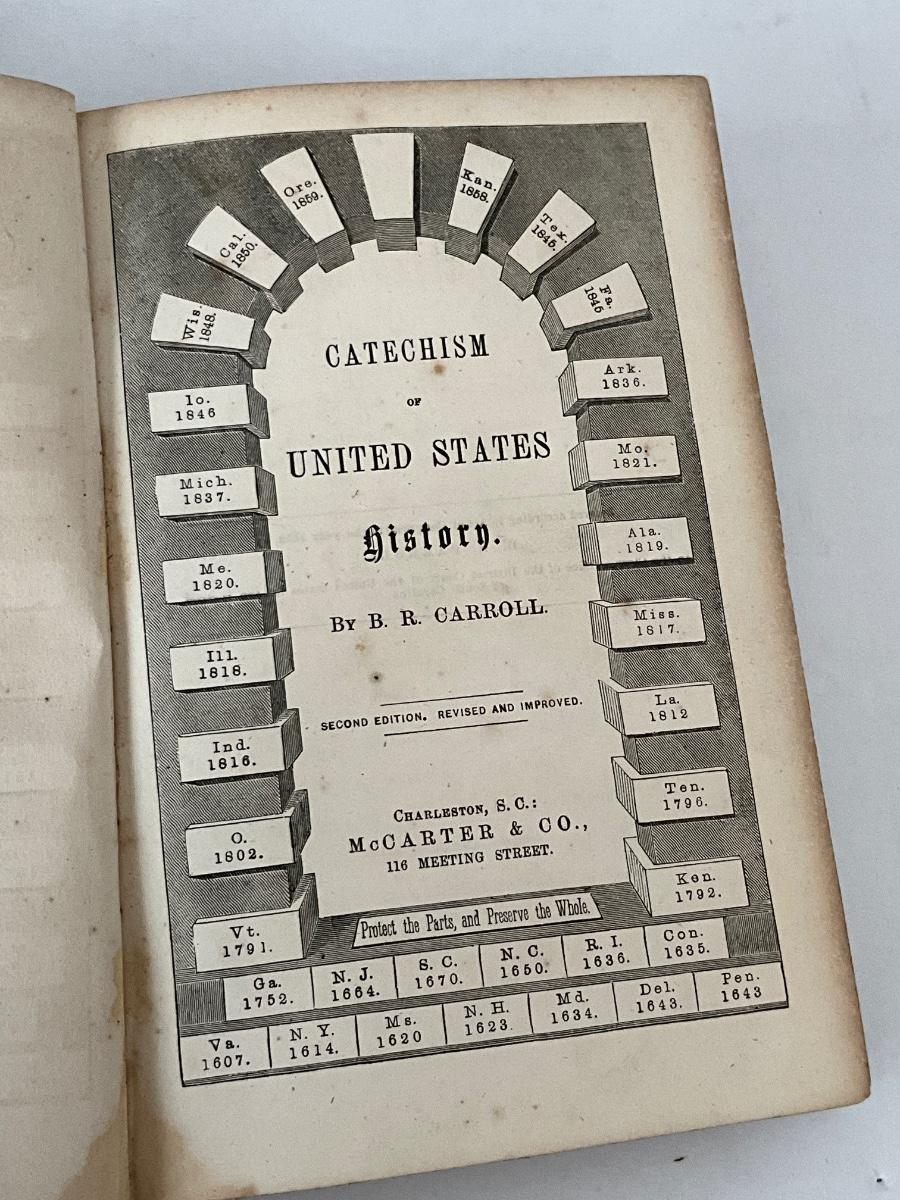 Ore.
1859.
Kan.
1858.
Cal.
1850.
Tex.
1845.
Wis.
1848.
Fa.
1845
Io.
1846
Ark.
1836.
Mich.
1837.
Mo.
1821.
Me.
1820.
Ala.
1819.
Ill.
1818.
Miss.
1817.
Ind.
1816.
La.
1812
O.
1802.
Ten.
1796.
Vt.
1791.
Ken.
1792.
CATECHISM
OF
UNITED STATES
History.
By B. R. CARROLL.
SECOND EDITION. REVISED AND IMPROVED.
CHARLESTON, S. C.:
McCARTER & CO.,
116 MEETING STREET.
Protect the Parts, and Preserve the Whole.
Ga. N. J. S. C. N. C. R. I. Con.
1752. 1664. 1670. 1650. 1636. 1635.
Va. N. Y. Ms. N. H. Md. Del. Pen.
1607. 1614. 1620 1623. 1634. 1643. 1643